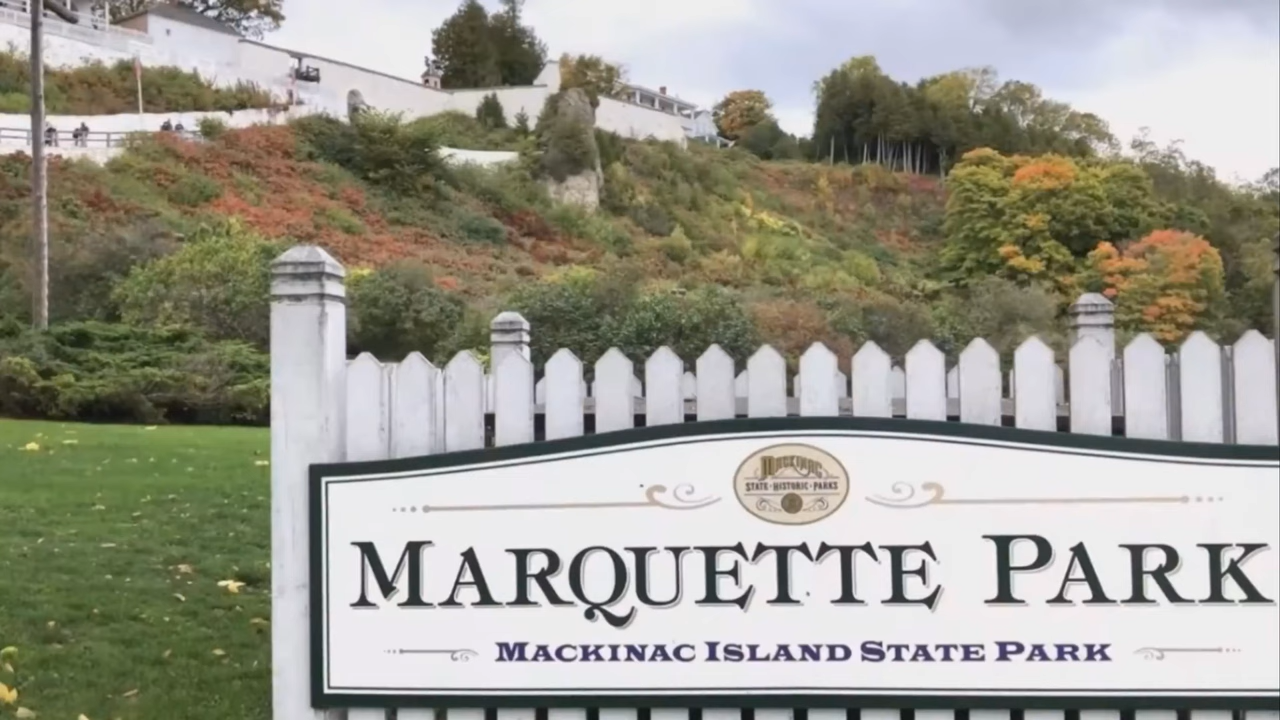 MACKINAC
STATE · HISTORIC · PARKS
MARQUETTE PARK
MACKINAC ISLAND STATE PARK